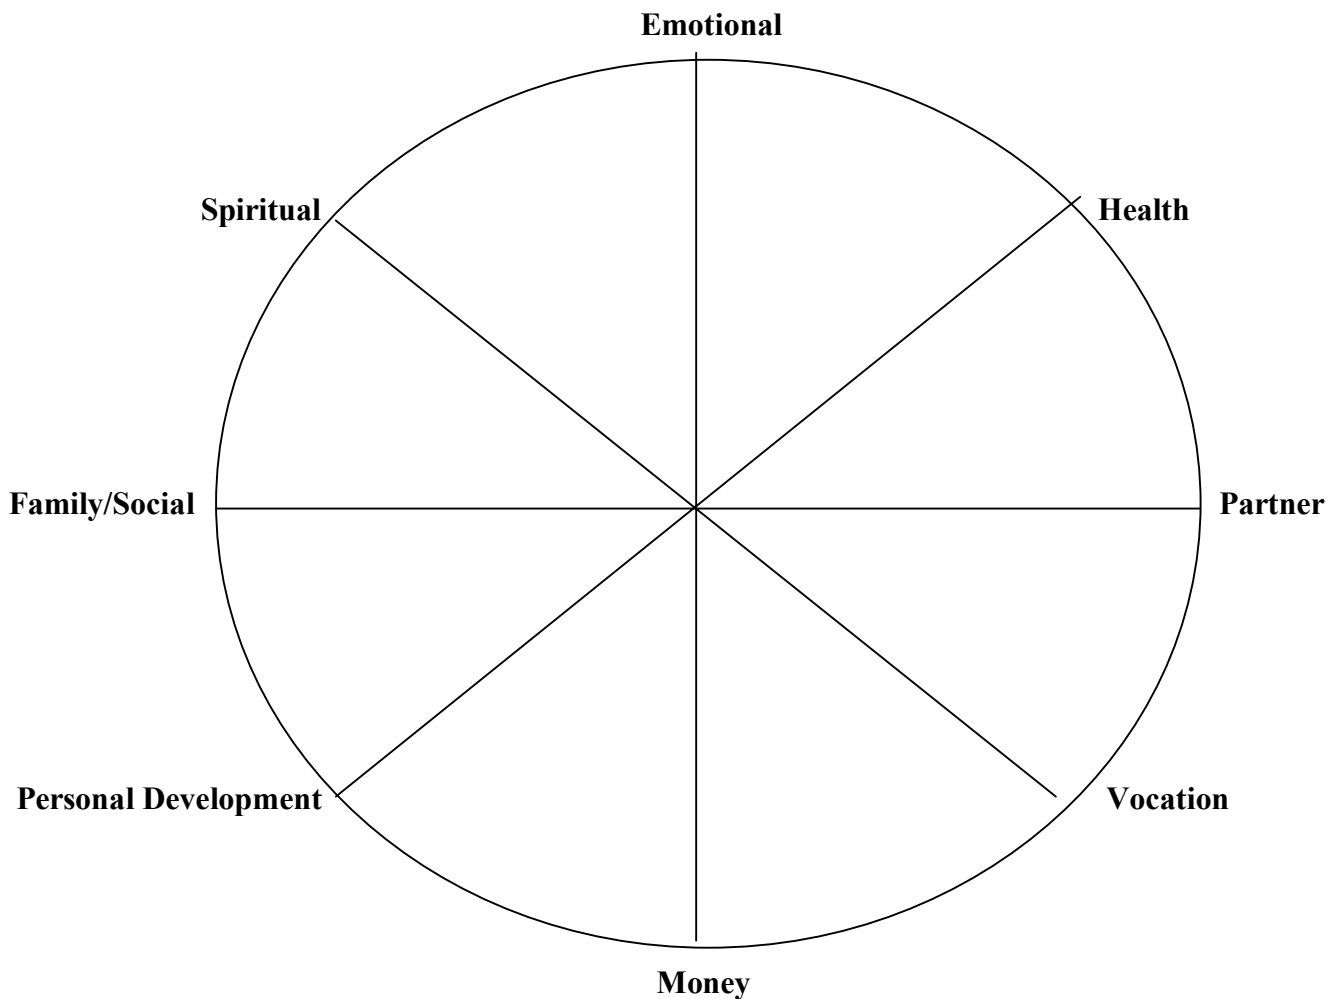 Emotional
Spiritual
Health
Family/Social
Partner
Personal Development
Vocation
Money